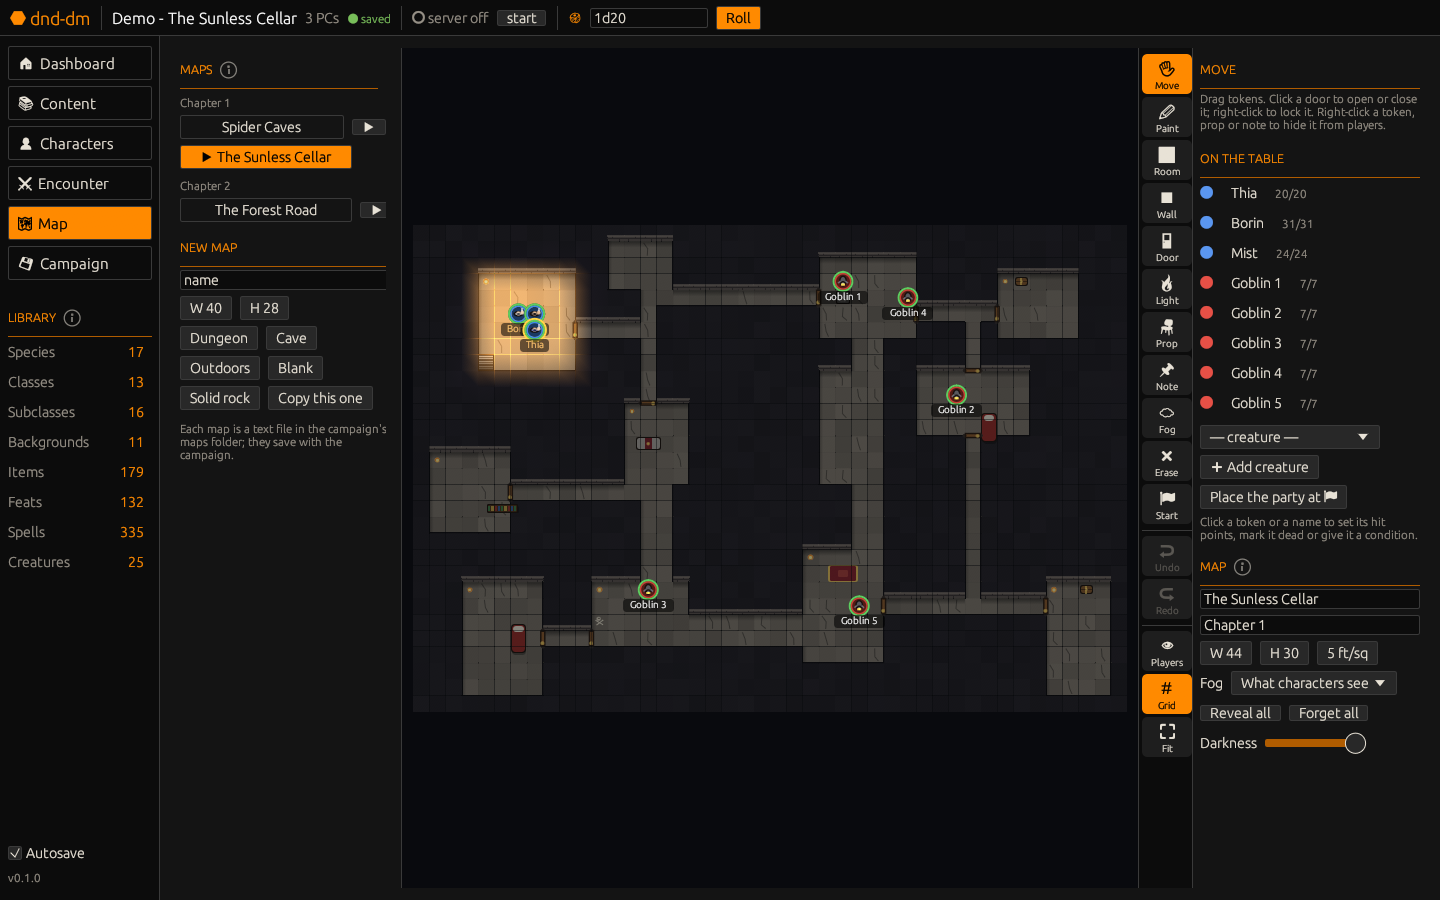 dnd-dm
Demo - The Sunless Cellar
3 PCs
saved
server off
start
1d20
Roll
Dashboard
Content
Characters
Encounter
Map
Campaign
LIBRARY
Species 17
Classes 13
Subclasses 16
Backgrounds 11
Items 179
Feats 132
Spells 335
Creatures 25
Autosave
v0.1.0
MAPS
Chapter 1
Spider Caves
The Sunless Cellar
Chapter 2
The Forest Road
NEW MAP
name
W 40
H 28
Dungeon
Cave
Outdoors
Blank
Solid rock
Copy this one
Each map is a text file in the campaign's
maps folder; they save with the
campaign.
Thia
Goblin 1
Goblin 4
Goblin 2
Goblin 3
Goblin 5
Move
Paint
Room
Wall
Door
Light
Prop
Note
Fog
Erase
Start
Undo
Redo
Players
Grid
Fit
MOVE
Drag tokens. Click a door to open or close
it; right-click to lock it. Right-click a token,
prop or note to hide it from players.
ON THE TABLE
Thia 20/20
Borin 31/31
Mist 24/24
Goblin 1 7/7
Goblin 2 7/7
Goblin 3 7/7
Goblin 4 7/7
Goblin 5 7/7
— creature —
+ Add creature
Place the party at
Click a token or a name to set its hit
points, mark it dead or give it a condition.
MAP
The Sunless Cellar
Chapter 1
W 44
H 30
5 ft/sq
Fog
What characters see
Reveal all
Forget all
Darkness